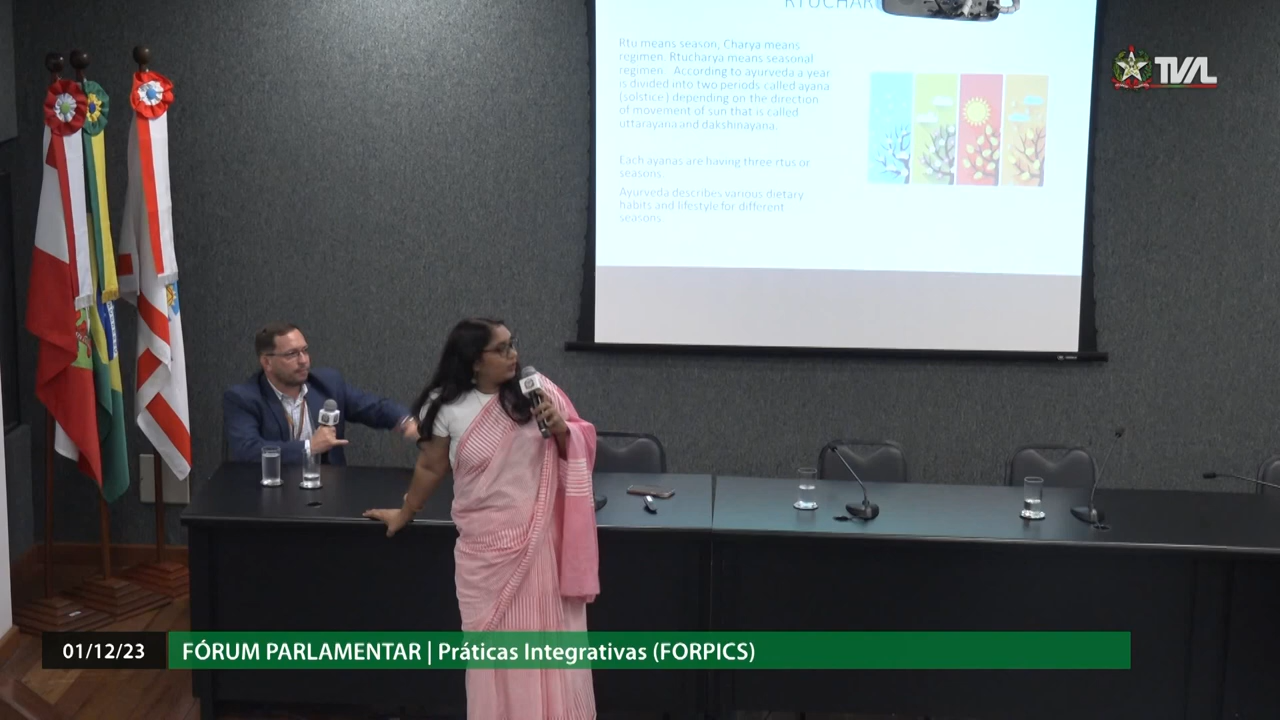 RTUCHAR
TVAL
Rtu means season, Charya means
regimen. Rtucharya means seasonal
regimen. According to ayurveda a year
is divided into two periods called ayana
(solstice) depending on the direction
of movement of sun that is called
uttarayana and dakshinayana.
Each ayanas are having three rtus or
seasons.
Ayurveda describes various dietary
habits and lifestyle for different
seasons.
01/12/23
FÓRUM PARLAMENTAR | Práticas Integrativas (FORPICS)